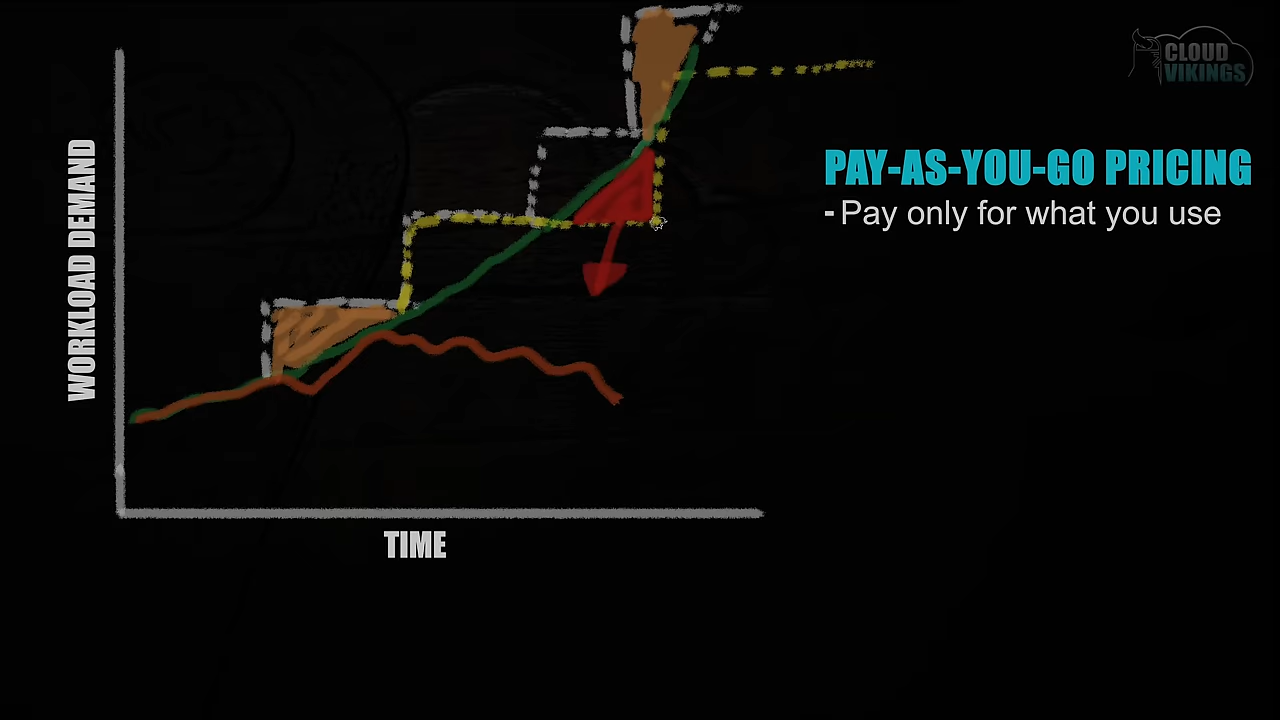 CLOUD
VIKINGS
PAY-AS-YOU-GO PRICING
- Pay only for what you use
WORKLOAD DEMAND
TIME